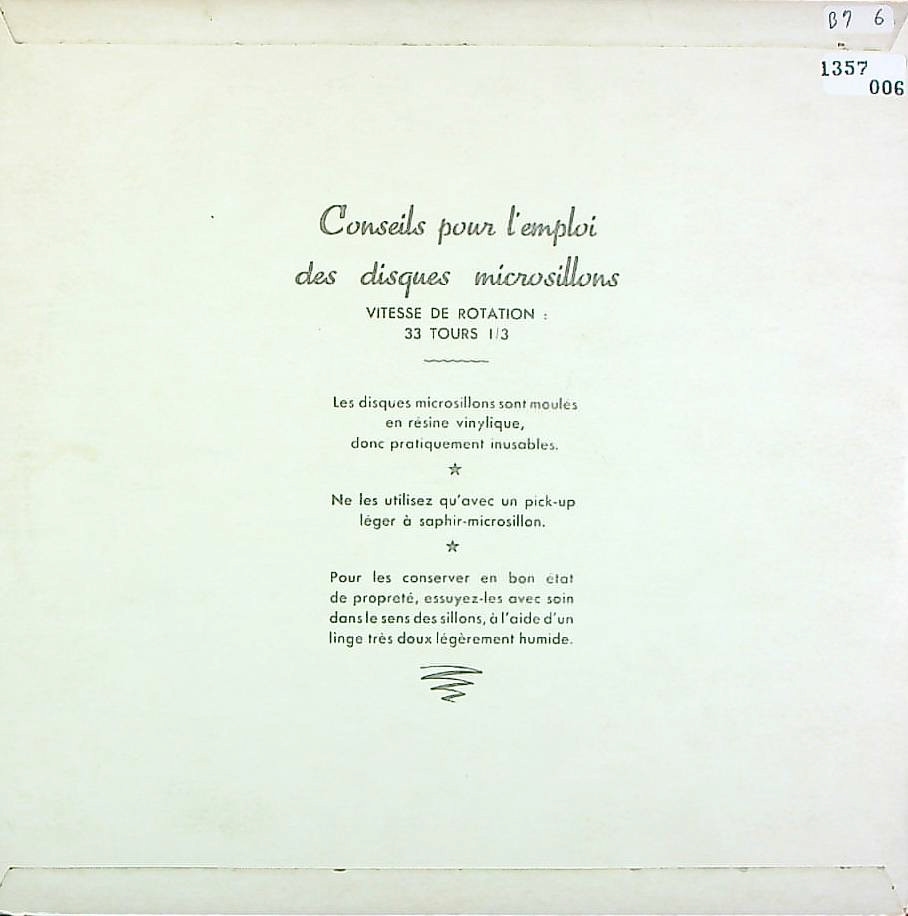 B7 6
1357
006
Conseils pour l'emploi
des disques microsillons
VITESSE DE ROTATION :
33 TOURS 1/3
Les disques microsillons sont moulés
en résine vinylique,
donc pratiquement inusables.
Ne les utilisez qu'avec un pick-up
léger à saphir-microsillon.
Pour les conserver en bon état
de propreté, essuyez-les avec soin
dans le sens des sillons, à l'aide d'un
linge très doux légèrement humide.